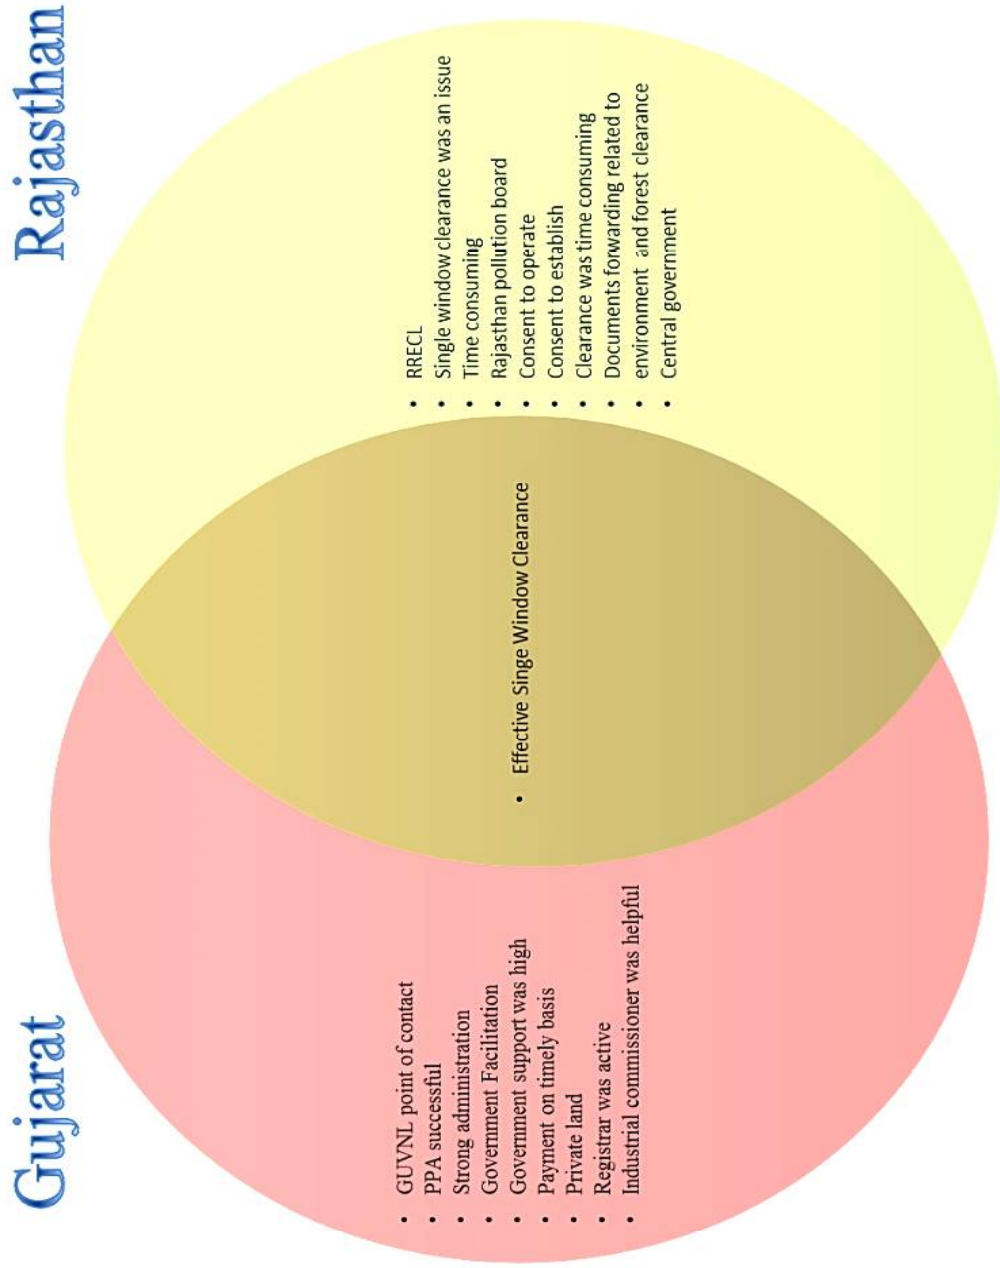 Gujarat
Rajasthan
• GUVNL point of contact
• PPA successful
• Strong administration
• Government Facilitation
• Government support was high
• Payment on timely basis
• Private land
• Registrar was active
• Industrial commissioner was helpful
• Effective Singe Window Clearance
• RRECL
• Single window clearance was an issue
• Time consuming
• Rajasthan pollution board
• Consent to operate
• Consent to establish
• Clearance was time consuming
• Documents forwarding related to
• environment and forest clearance
• Central government